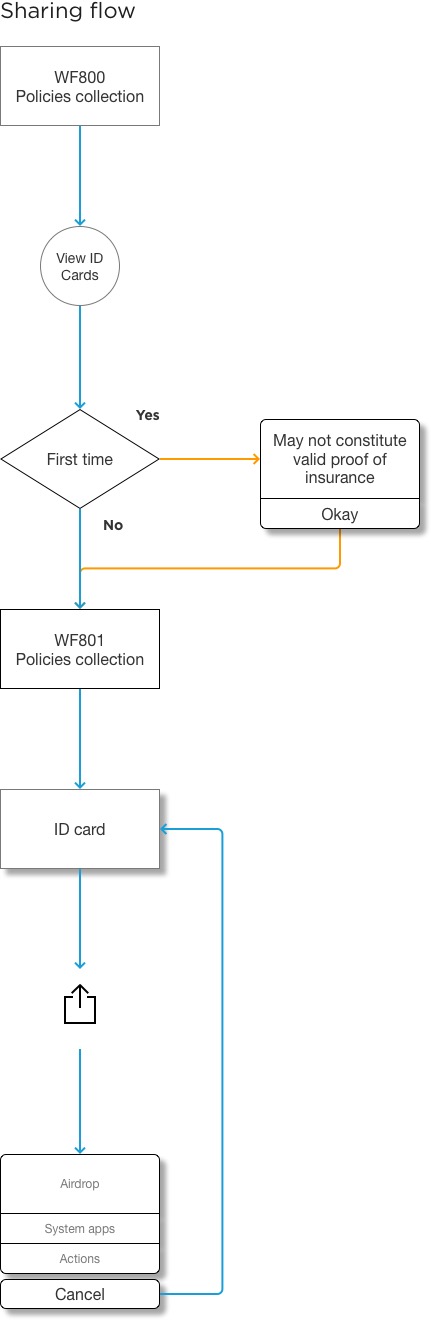 Sharing flow
WF800
Policies collection
View ID
Cards
Yes
First time
May not constitute
valid proof of
insurance
Okay
No
WF801
Policies collection
ID card
Airdrop
System apps
Actions
Cancel